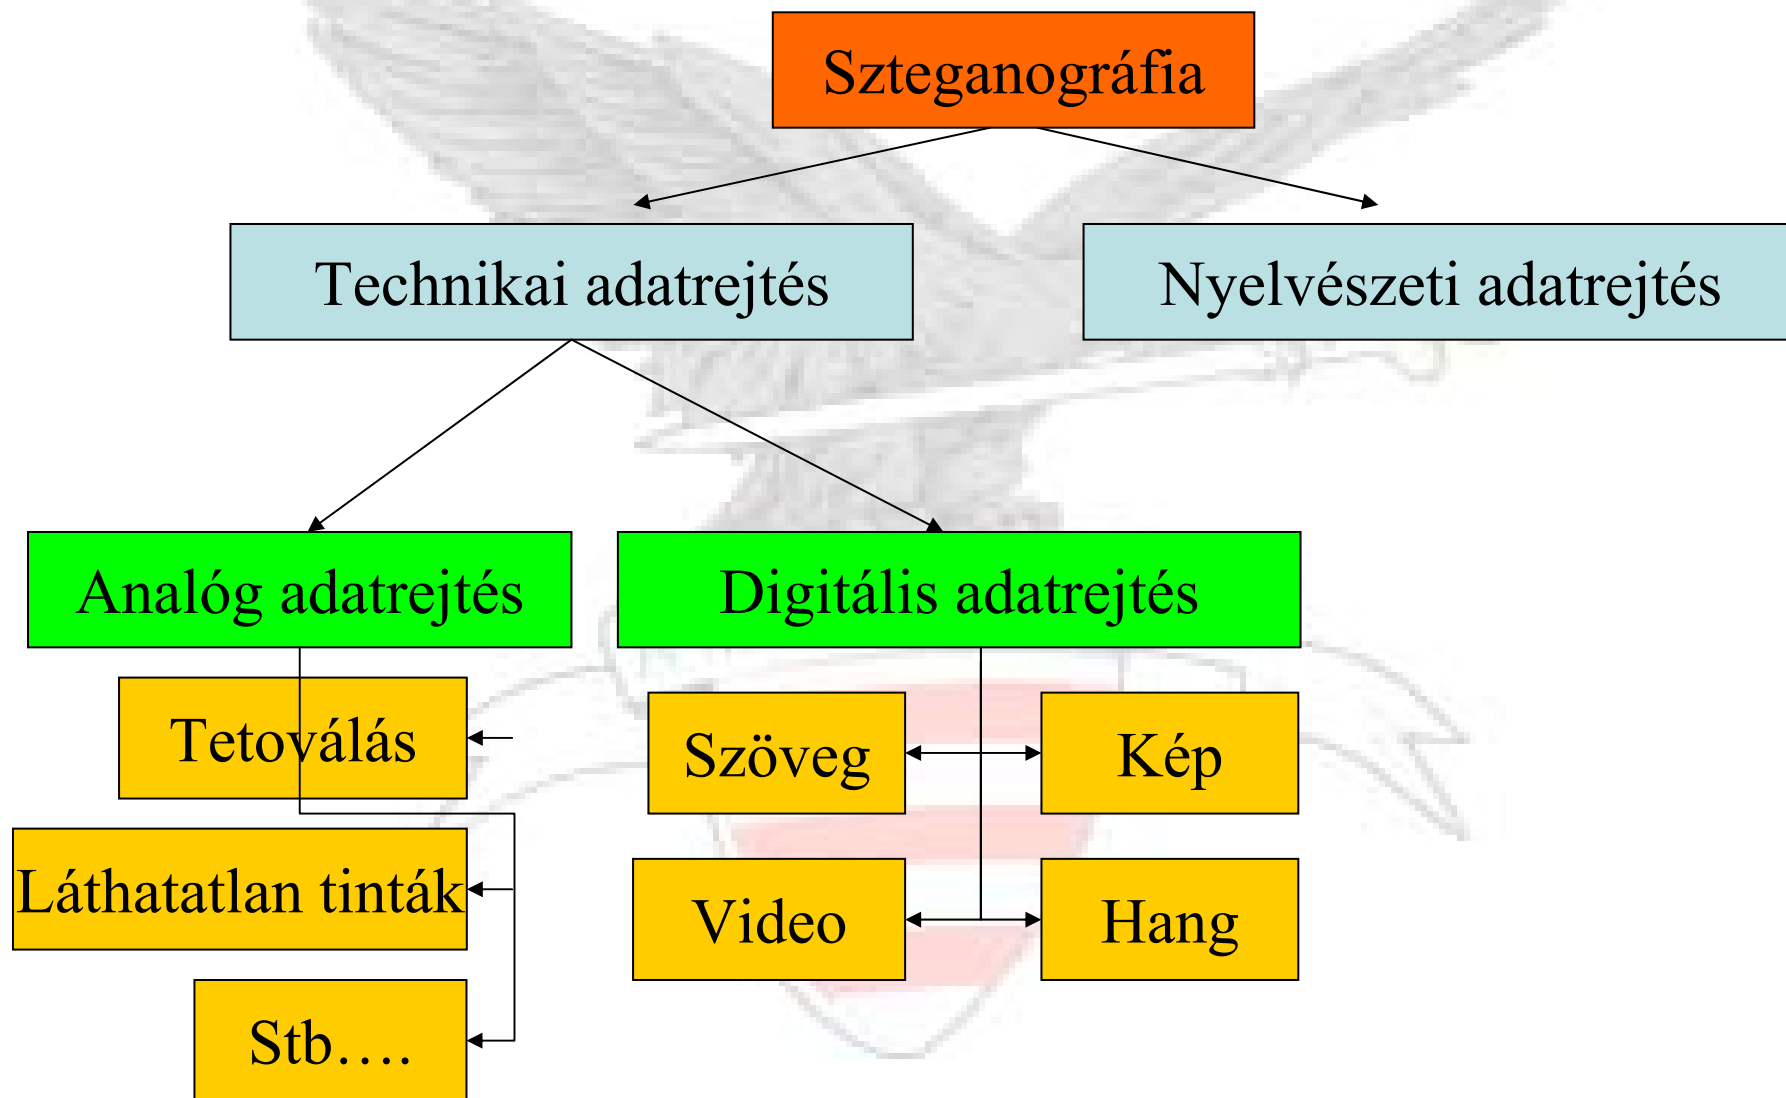 Szteganográfia
Technikai adatrejtés
Nyelvészeti adatrejtés
Analóg adatrejtés
Digitális adatrejtés
Tetoválás
Szöveg
Kép
Láthatatlan tinták
Video
Hang
Stb….